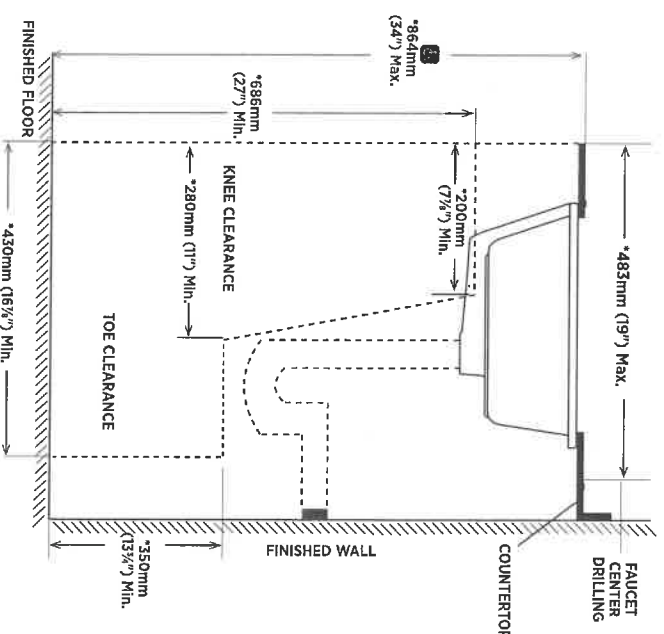 *864mm
(34") Max.
*686mm
(27") Min.
FINISHED FLOOR
KNEE CLEARANCE
*280mm (11") Min.
*200mm
(7⅞") Min.
*483mm (19") Max.
TOE CLEARANCE
*430mm (16⅞") Min.
*350mm
(13¾") Min.
FINISHED WALL
COUNTERTOP
FAUCET
CENTER
DRILLING